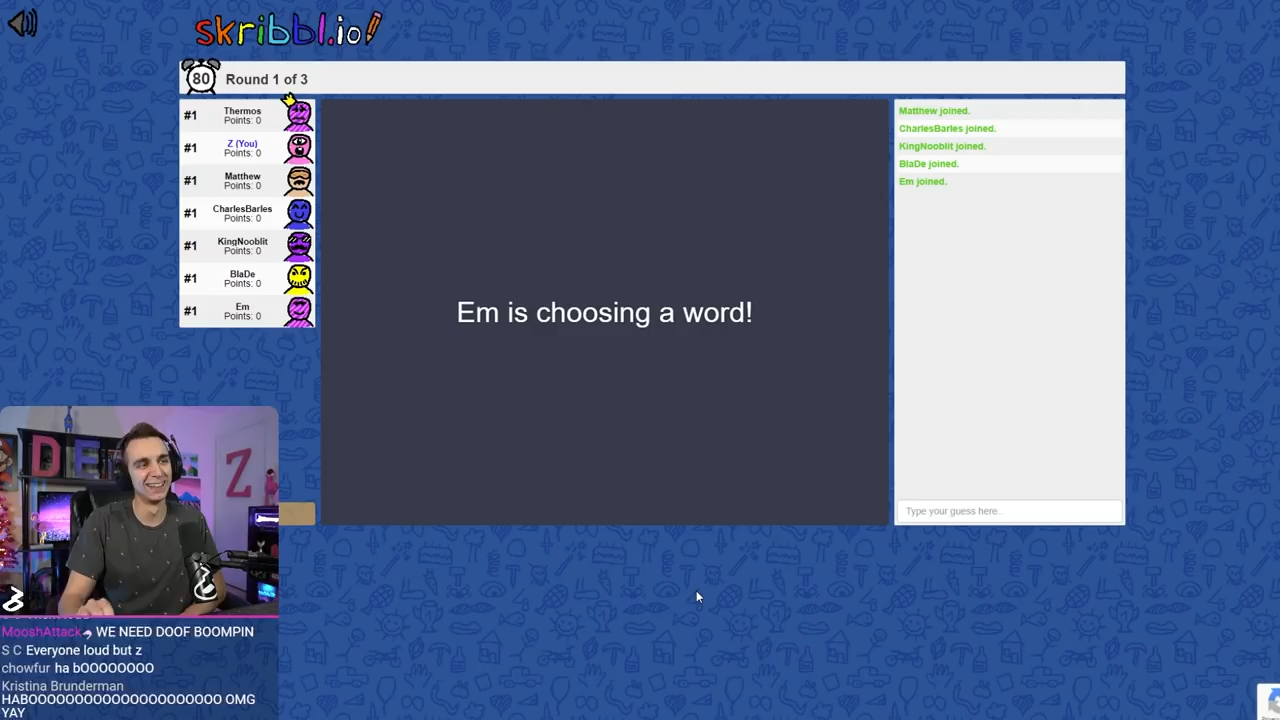 skribbl.io
80
Round 1 of 3
#1
Thermos
Points: 0
#1
Z (You)
Points: 0
#1
Matthew
Points: 0
#1
CharlesBarles
Points: 0
#1
KingNooblit
Points: 0
#1
BlaDe
Points: 0
#1
Em
Points: 0
Em is choosing a word!
Matthew joined.
CharlesBarles joined.
KingNooblit joined.
BlaDe joined.
Em joined.
Type your guess here...
Z
MooshAttack WE NEED DOOF BOOMPIN
S C Everyone loud but z
chowfur ha bOOOOOOOO
Kristina Brunderman
HABOOOOOOOOOOOOOOOOOOOOO OMG
YAY